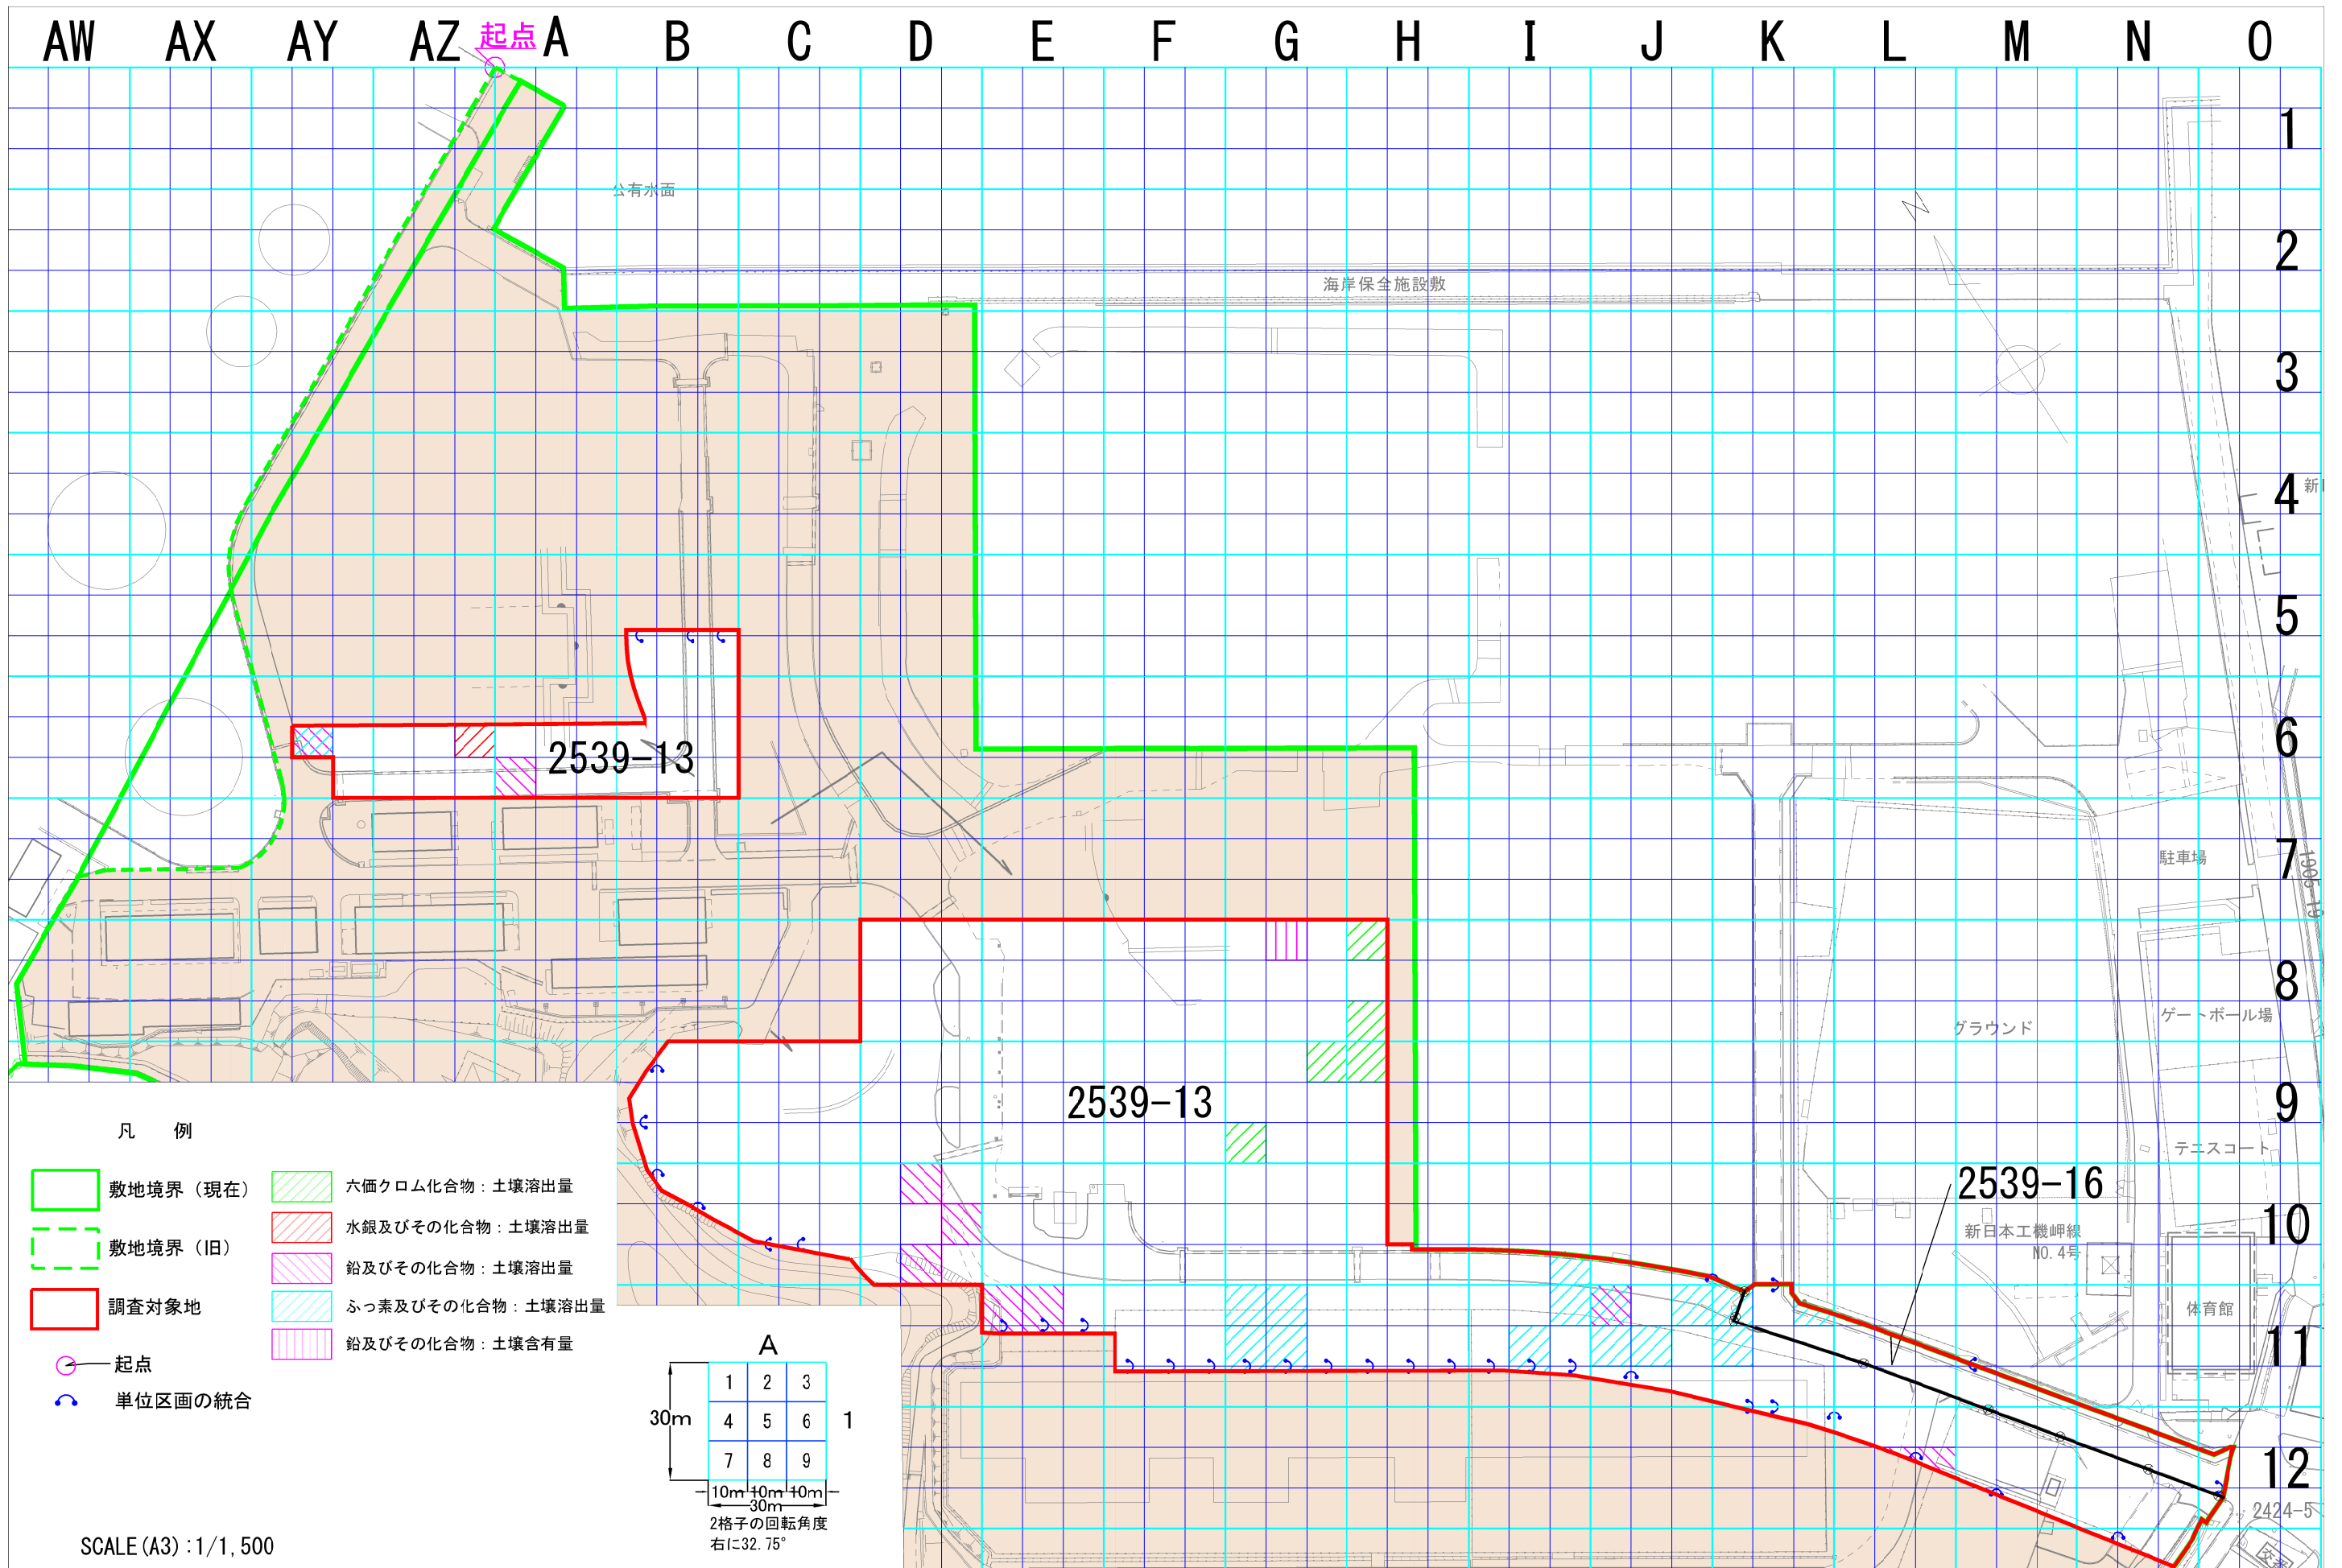 AW AX AY AZ 起点 A B C D E F G H I J K L M N O
1
公有水面
N
2
海岸保全施設敷
3
4
新日
5
6
2539-13
7
駐車場
1905-19
8
ゲートボール場
グラウンド
9
2539-13
テニスコート
2539-16
10
新日本工機岬線
NO.4号
体育館
11
12
2424-5
凡 例
敷地境界（現在）
敷地境界（旧）
調査対象地
起点
単位区画の統合
六価クロム化合物：土壌溶出量
水銀及びその化合物：土壌溶出量
鉛及びその化合物：土壌溶出量
ふっ素及びその化合物：土壌溶出量
鉛及びその化合物：土壌含有量
A
1 2 3
30m 4 5 6 1
7 8 9
10m 10m 10m
30m
2格子の回転角度
右に32.75°
SCALE(A3):1/1,500